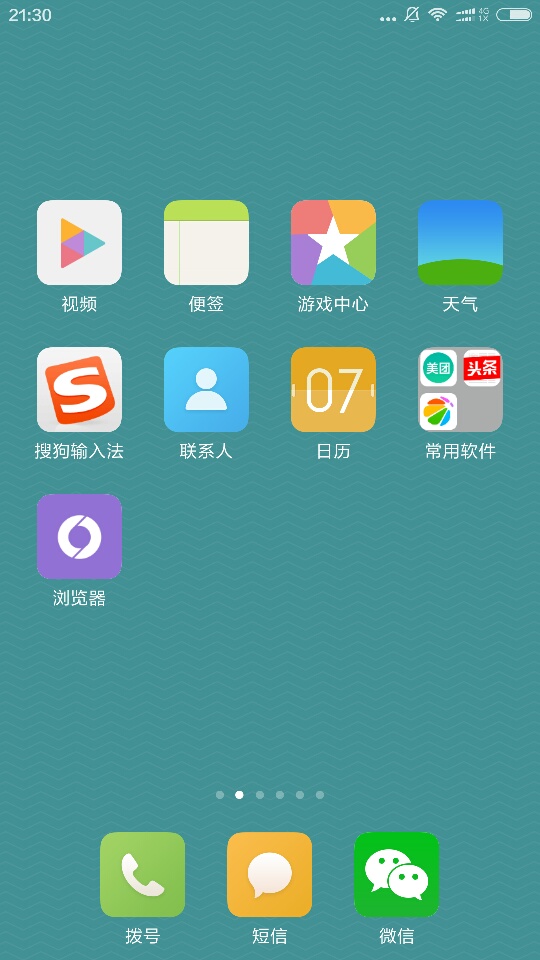 21:30
4G
1X
视频
便签
游戏中心
天气
07
美团
头条
搜狗输入法
联系人
日历
常用软件
浏览器
拨号
短信
微信